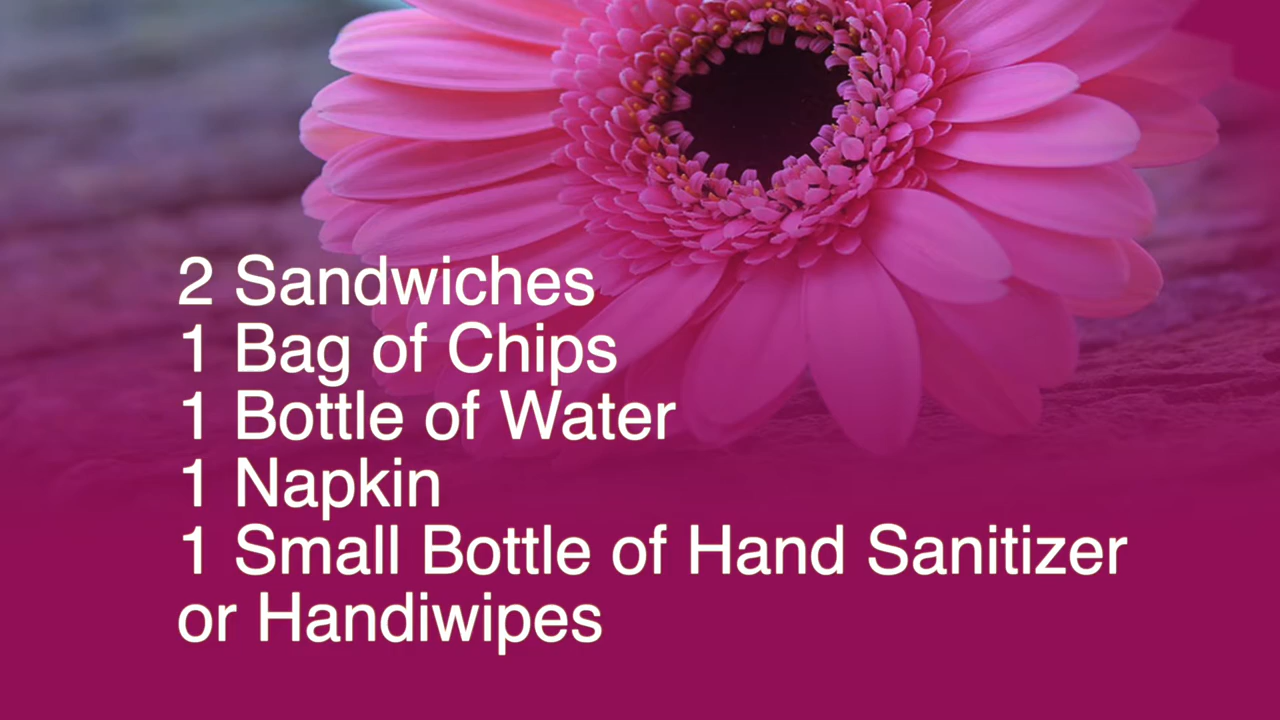 2 Sandwiches
1 Bag of Chips
1 Bottle of Water
1 Napkin
1 Small Bottle of Hand Sanitizer
or Handiwipes